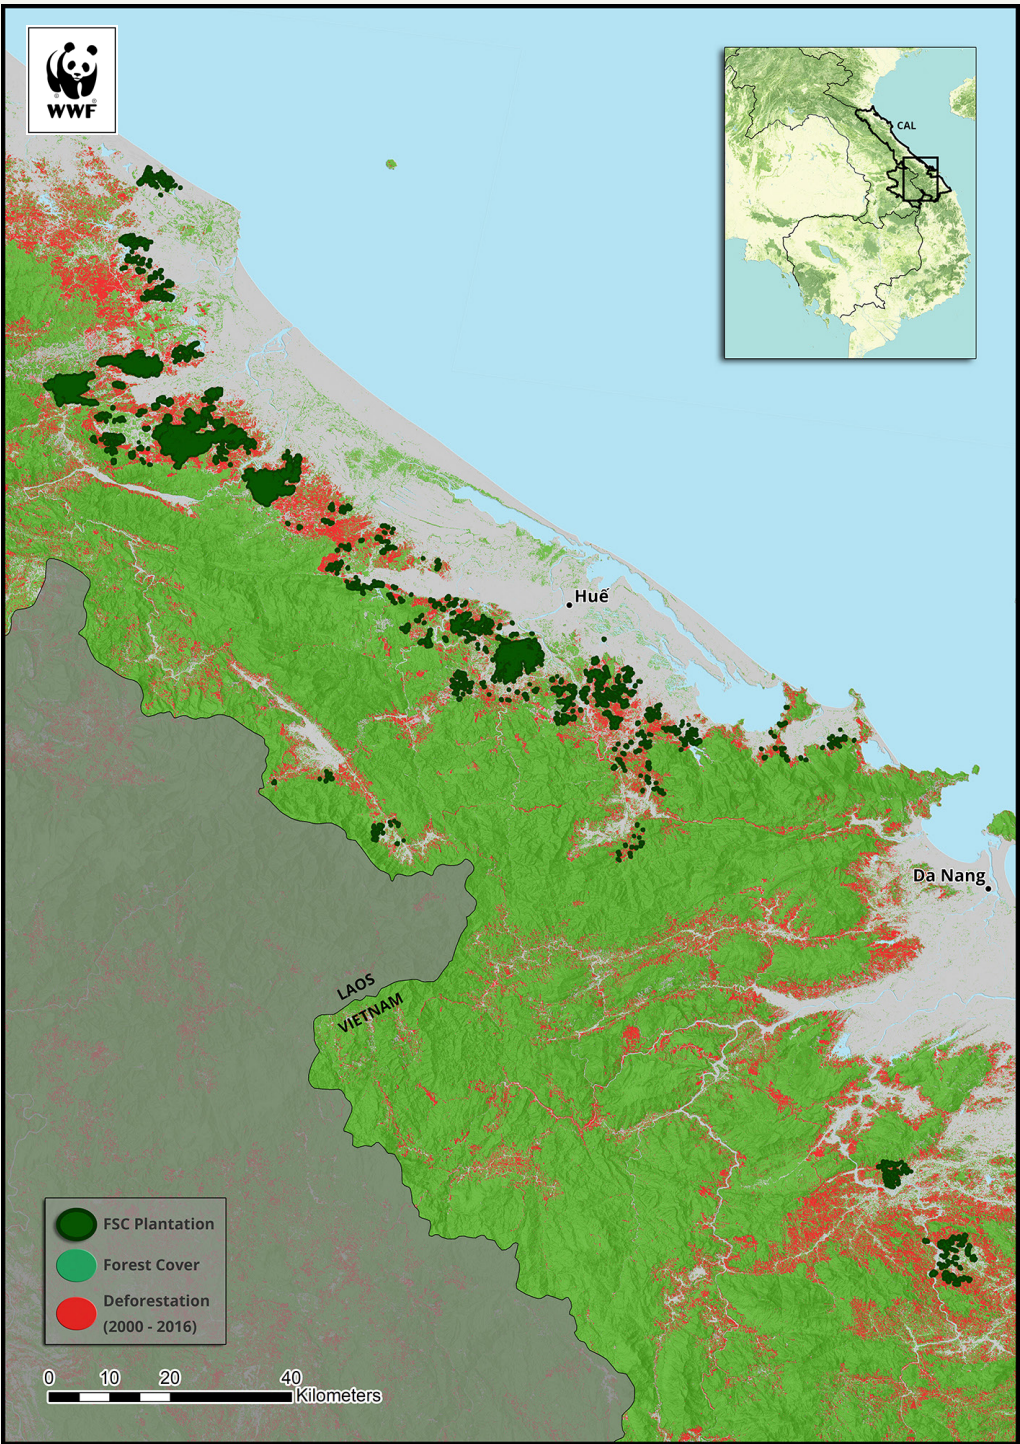 WWF
CAL
Huế
Da Nang
LAOS
VIETNAM
FSC Plantation
Forest Cover
Deforestation
(2000 - 2016)
0 10 20 40
Kilometers